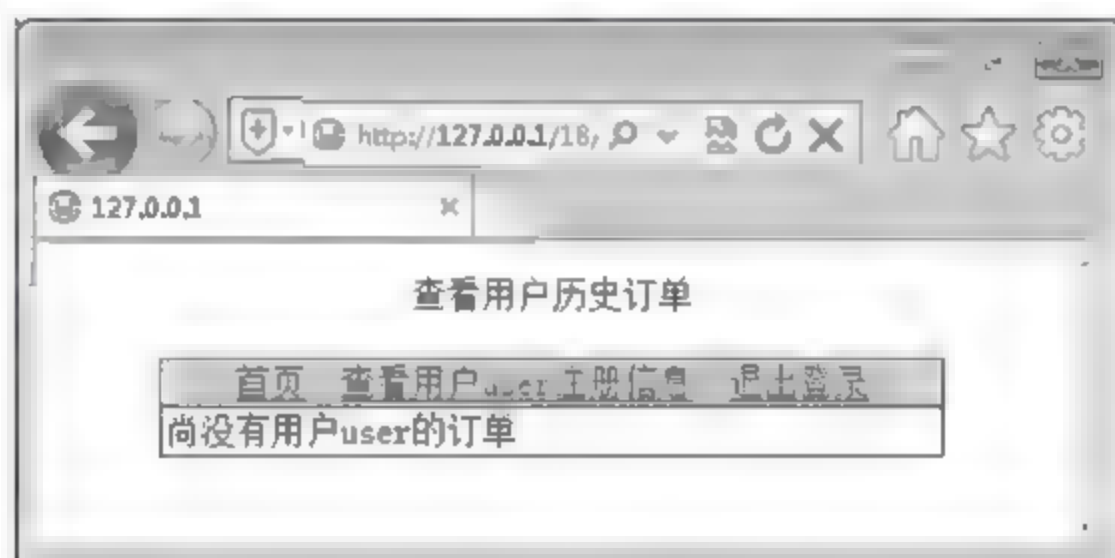 http://127.0.0.1/18/
127.0.0.1
查看用户历史订单
首页 查看用户user注册信息 退出登录
尚没有用户user的订单